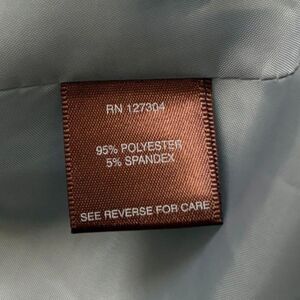 RN 127304
95% POLYESTER
5% SPANDEX
SEE REVERSE FOR CARE